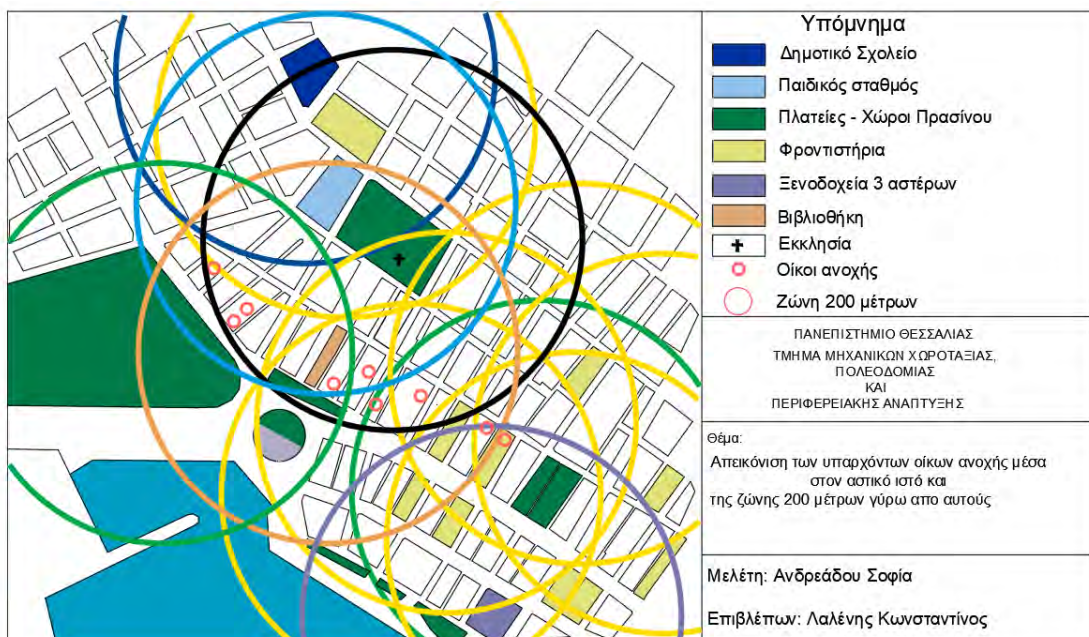 Υπόμνημα
Δημοτικό Σχολείο
Παιδικός σταθμός
Πλατείες - Χώροι Πρασίνου
Φροντιστήρια
Ξενοδοχεία 3 αστέρων
Βιβλιοθήκη
Εκκλησία
Οίκοι ανοχής
Ζώνη 200 μέτρων
ΠΑΝΕΠΙΣΤΗΜΙΟ ΘΕΣΣΑΛΙΑΣ
ΤΜΗΜΑ ΜΗΧΑΝΙΚΩΝ ΧΩΡΟΤΑΞΙΑΣ,
ΠΟΛΕΟΔΟΜΙΑΣ
ΚΑΙ
ΠΕΡΙΦΕΡΕΙΑΚΗΣ ΑΝΑΠΤΥΞΗΣ
Θέμα:
Απεικόνιση των υπαρχόντων οίκων ανοχής μέσα
στον αστικό ιστό και
της ζώνης 200 μέτρων γύρω απο αυτούς
Μελέτη: Ανδρεάδου Σοφία
Επιβλέπων: Λαλένης Κωνσταντίνος